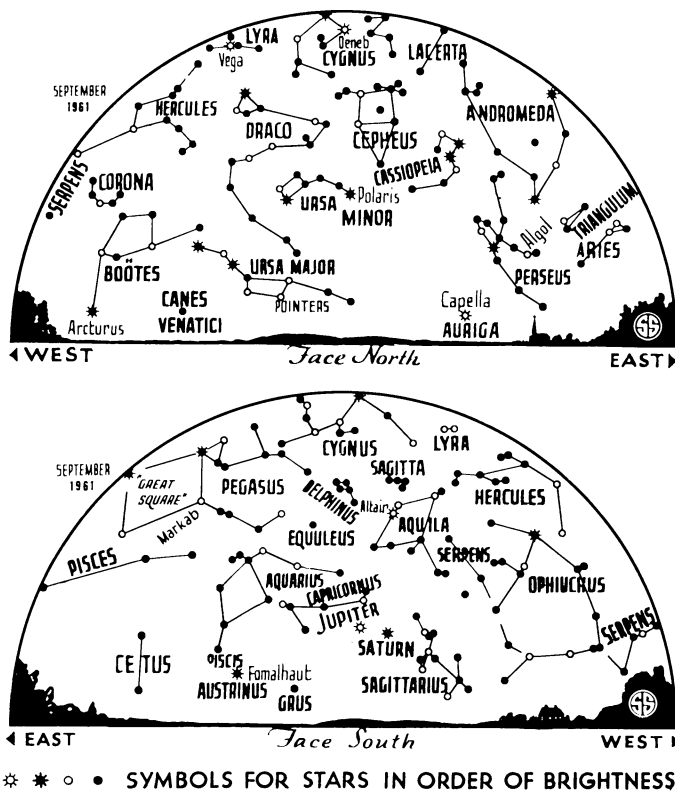 LYRA
Vega
Deneb
CYGNUS
LACERTA
SEPTEMBER
1961
HERCULES
DRACO
CEPHEUS
ANDROMEDA
CASSIOPEIA
SERPENS
CORONA
URSA
MINOR
Polaris
TRIANGULUM
ARIES
Algol
PERSEUS
BOÖTES
URSA MAJOR
POINTERS
CANES
VENATICI
Arcturus
Capella
AURIGA
SS
WEST
Face North
EAST
CYGNUS
LYRA
SEPTEMBER
1961
"GREAT
SQUARE"
PEGASUS
DELPHINUS
SAGITTA
HERCULES
Markab
Altair
AQUILA
EQUULEUS
SERPENS
PISCES
AQUARIUS
CAPRICORNUS
OPHIUCHUS
JUPITER
SATURN
SERPENS
CETUS
PISCIS
AUSTRINUS
Fomalhaut
GRUS
SAGITTARIUS
SS
EAST
Face South
WEST
SYMBOLS FOR STARS IN ORDER OF BRIGHTNESS